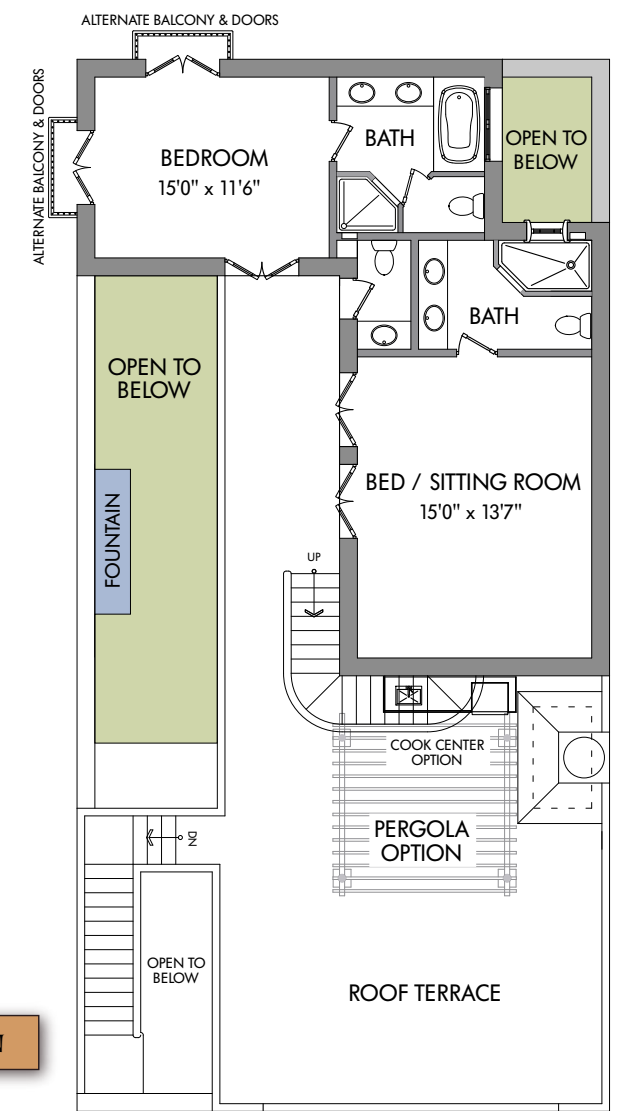 ALTERNATE BALCONY & DOORS
ALTERNATE BALCONY & DOORS
BEDROOM
15'0" x 11'6"
BATH
OPEN TO
BELOW
BATH
OPEN TO
BELOW
FOUNTAIN
BED / SITTING ROOM
15'0" x 13'7"
UP
COOK CENTER
OPTION
PERGOLA
OPTION
DN
OPEN TO
BELOW
ROOF TERRACE